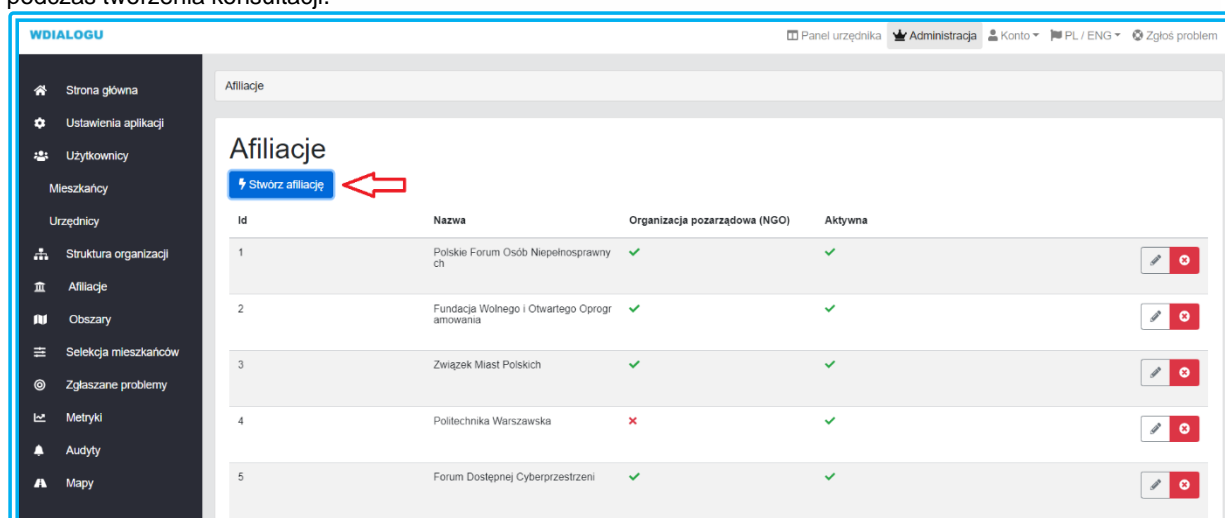 podczas tworzenia konsultacji.
WDIALOGU
Panel urzędnika Administracja Konto PL / ENG Zgłoś problem
Strona główna
Ustawienia aplikacji
Użytkownicy
Mieszkańcy
Urzędnicy
Struktura organizacji
Afiliacje
Obszary
Selekcja mieszkańców
Zgłaszane problemy
Metryki
Audyty
Mapy
Afiliacje
Afiliacje
Stwórz afiliację
Id Nazwa Organizacja pozarządowa (NGO) Aktywna
1 Polskie Forum Osób Niepełnosprawny
ch
2 Fundacja Wolnego i Otwartego Oprogr
amowania
3 Związek Miast Polskich
4 Politechnika Warszawska
5 Forum Dostępnej Cyberprzestrzeni